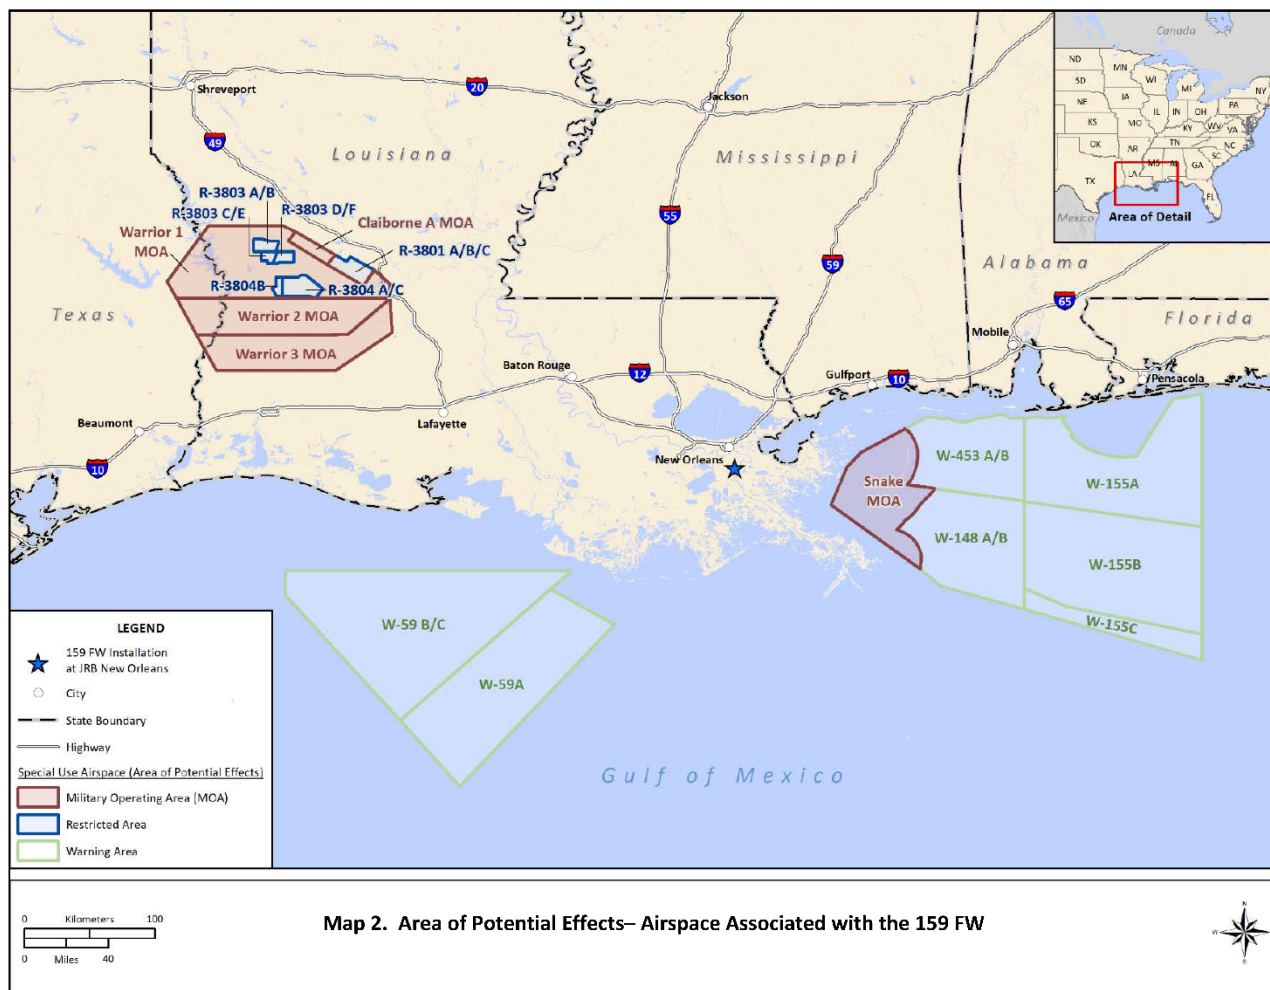 Canada
ND
MN
SD
WI
MI
NY
NE
IA
PA
IL
IN
OH
KS
MO
WV
VA
KY
NC
OK
AR
TN
SC
MS
AL
GA
TX
LA
FL
Mexico
Area of Detail
Shreveport
20
Jackson
49
Louisiana
Mississippi
R-3803 A/B
R-3803 C/E
R-3803 D/F
Claiborne A MOA
55
Warrior 1
MOA
R-3801 A/B/C
59
Alabama
R-3804B
R-3804 A/C
65
Texas
Warrior 2 MOA
Florida
Mobile
Warrior 3 MOA
Baton Rouge
12
Gulfport
10
Pensacola
Beaumont
Lafayette
10
New Orleans
W-453 A/B
Snake
MOA
W-155A
W-148 A/B
W-155B
W-155C
W-59 B/C
W-59A
Gulf of Mexico
LEGEND
159 FW Installation
at JRB New Orleans
City
State Boundary
Highway
Special Use Airspace (Area of Potential Effects)
Military Operating Area (MOA)
Restricted Area
Warning Area
0 Kilometers 100
0 Miles 40
Map 2. Area of Potential Effects– Airspace Associated with the 159 FW
N
W
S